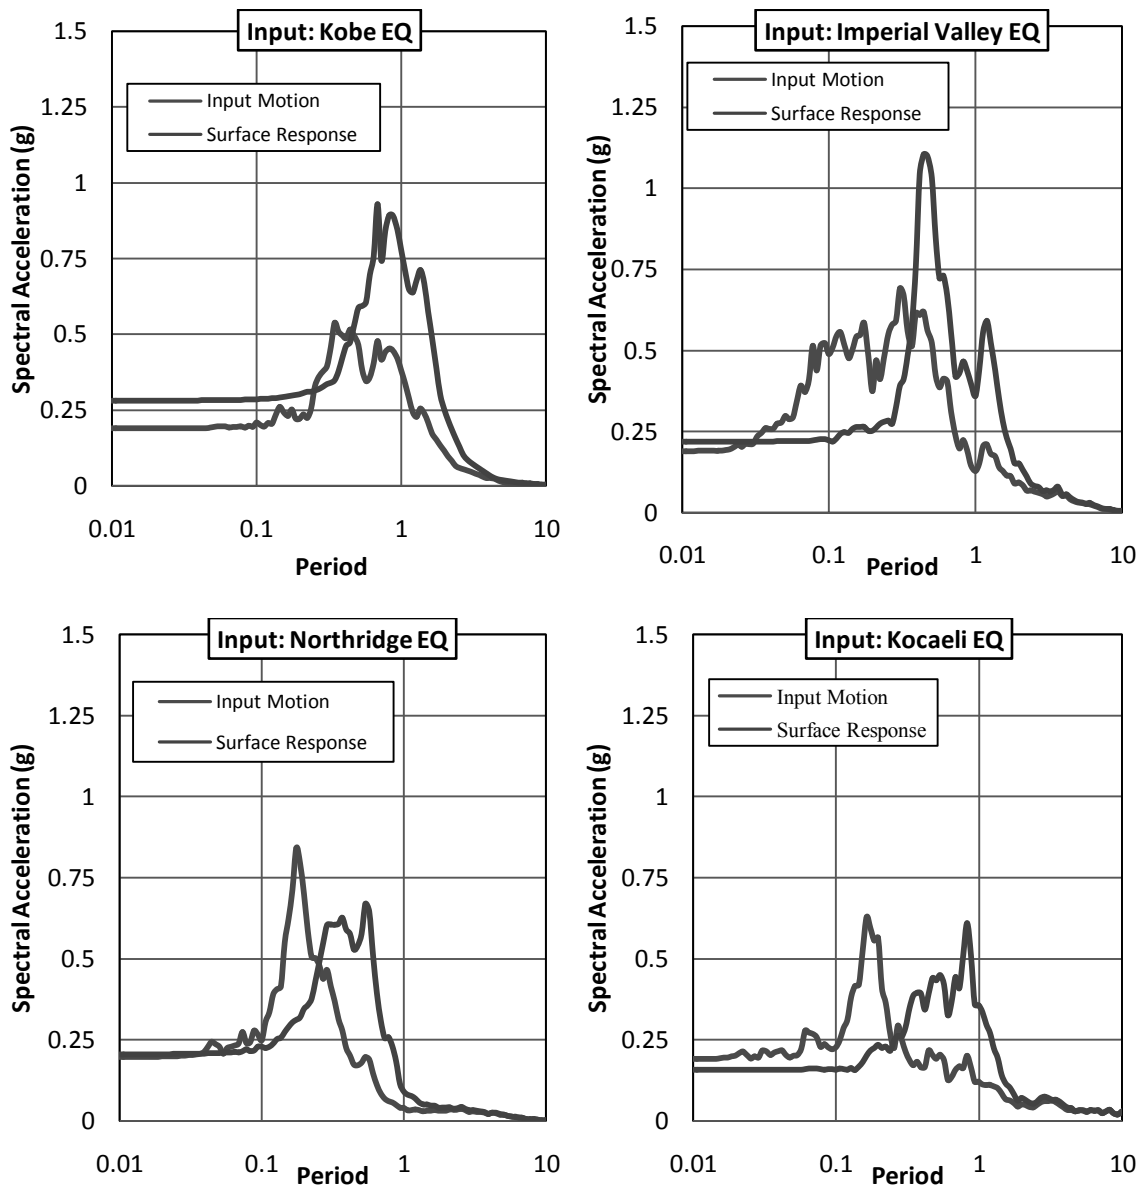 Input: Kobe EQ
1.5
1.25
1
0.75
0.5
0.25
0
Spectral Acceleration (g)
Input Motion
Surface Response
0.01 0.1 1 10
Period
Input: Imperial Valley EQ
1.5
1.25
1
0.75
0.5
0.25
0
Spectral Acceleration (g)
Input Motion
Surface Response
0.01 0.1 1 10
Period
Input: Northridge EQ
1.5
1.25
1
0.75
0.5
0.25
0
Spectral Acceleration (g)
Input Motion
Surface Response
0.01 0.1 1 10
Period
Input: Kocaeli EQ
1.5
1.25
1
0.75
0.5
0.25
0
Spectral Acceleration (g)
Input Motion
Surface Response
0.01 0.1 1 10
Period